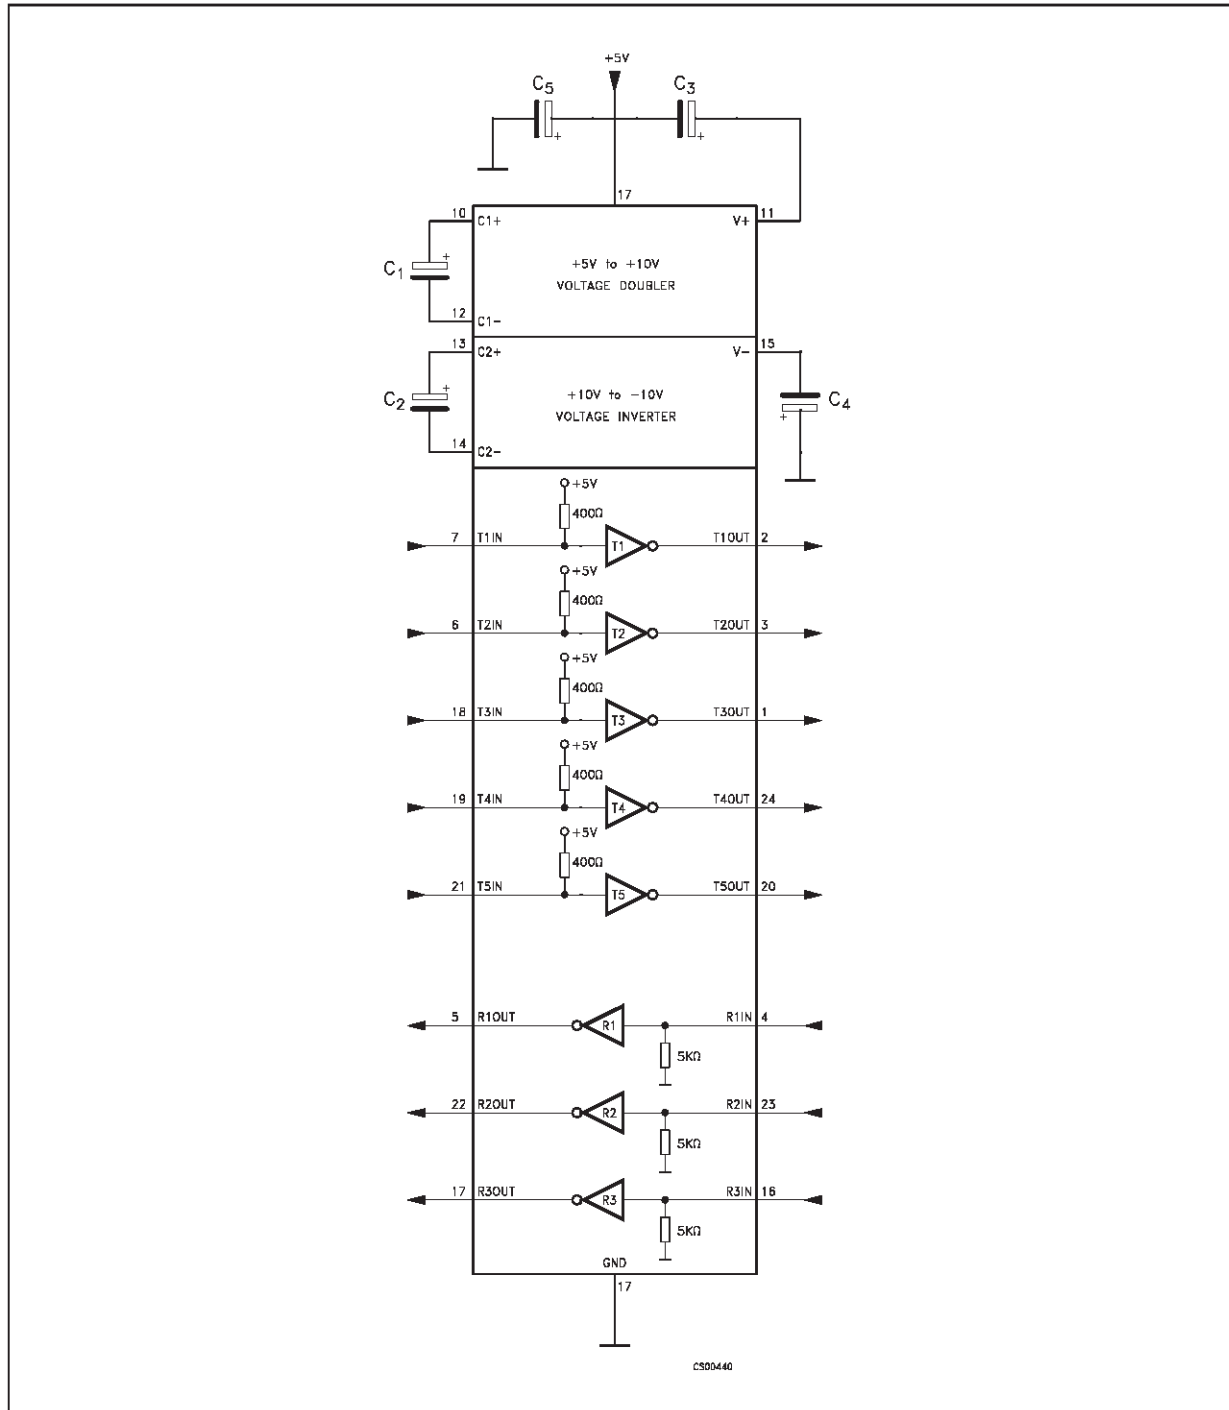 +5V
C5
C3
+
+
17
10
C1+
V+
11
C1
+
+5V to +10V
VOLTAGE DOUBLER
12
C1-
13
C2+
V-
15
C2
+
+10V to -10V
VOLTAGE INVERTER
C4
+
14
C2-
+5V
400Ω
7
T1IN
T1
T1OUT
2
+5V
400Ω
6
T2IN
T2
T2OUT
3
+5V
400Ω
18
T3IN
T3
T3OUT
1
+5V
400Ω
19
T4IN
T4
T4OUT
24
+5V
400Ω
21
T5IN
T5
T5OUT
20
5
R1OUT
R1
R1IN
4
5KΩ
22
R2OUT
R2
R2IN
23
5KΩ
17
R3OUT
R3
R3IN
16
5KΩ
GND
17
CS00440